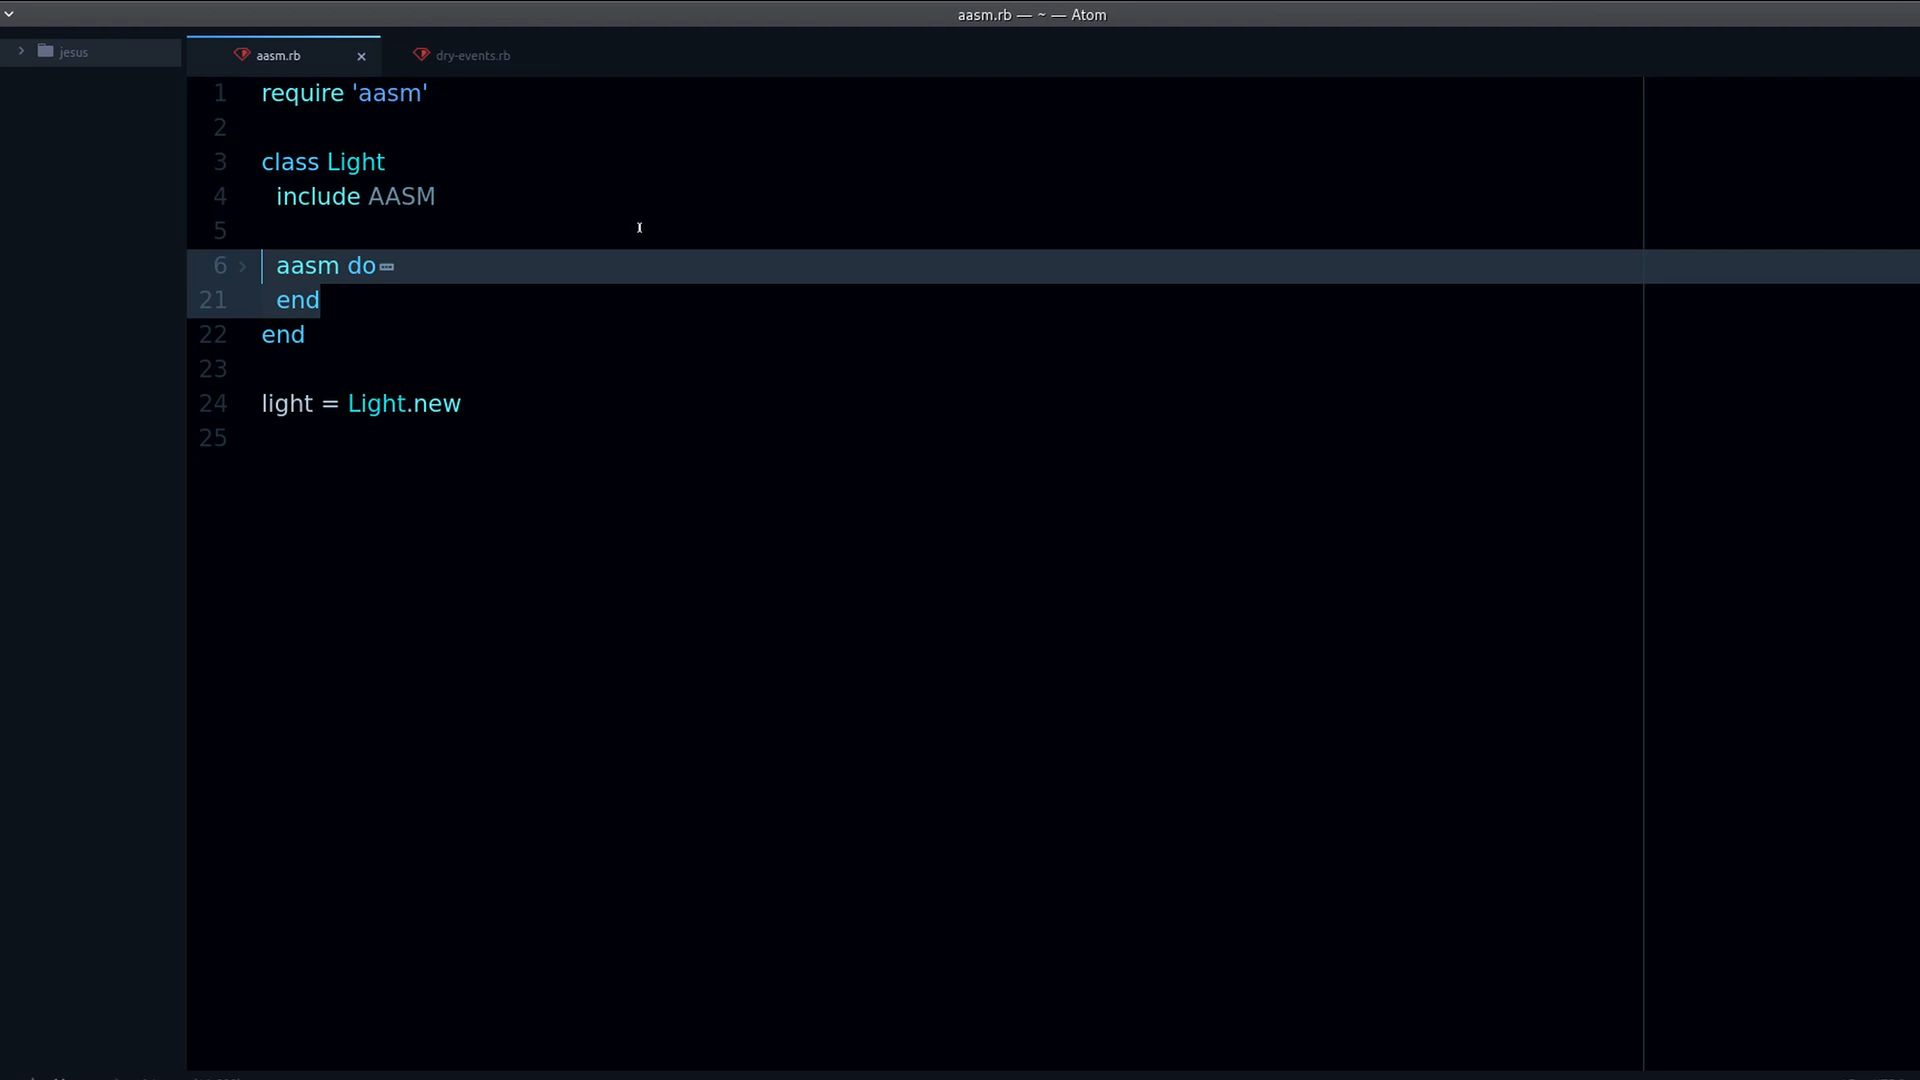 aasm.rb — ~ — Atom
jesus
aasm.rb
dry-events.rb
1 require 'aasm'
2
3 class Light
4 include AASM
5
6 aasm do
21 end
22 end
23
24 light = Light.new
25